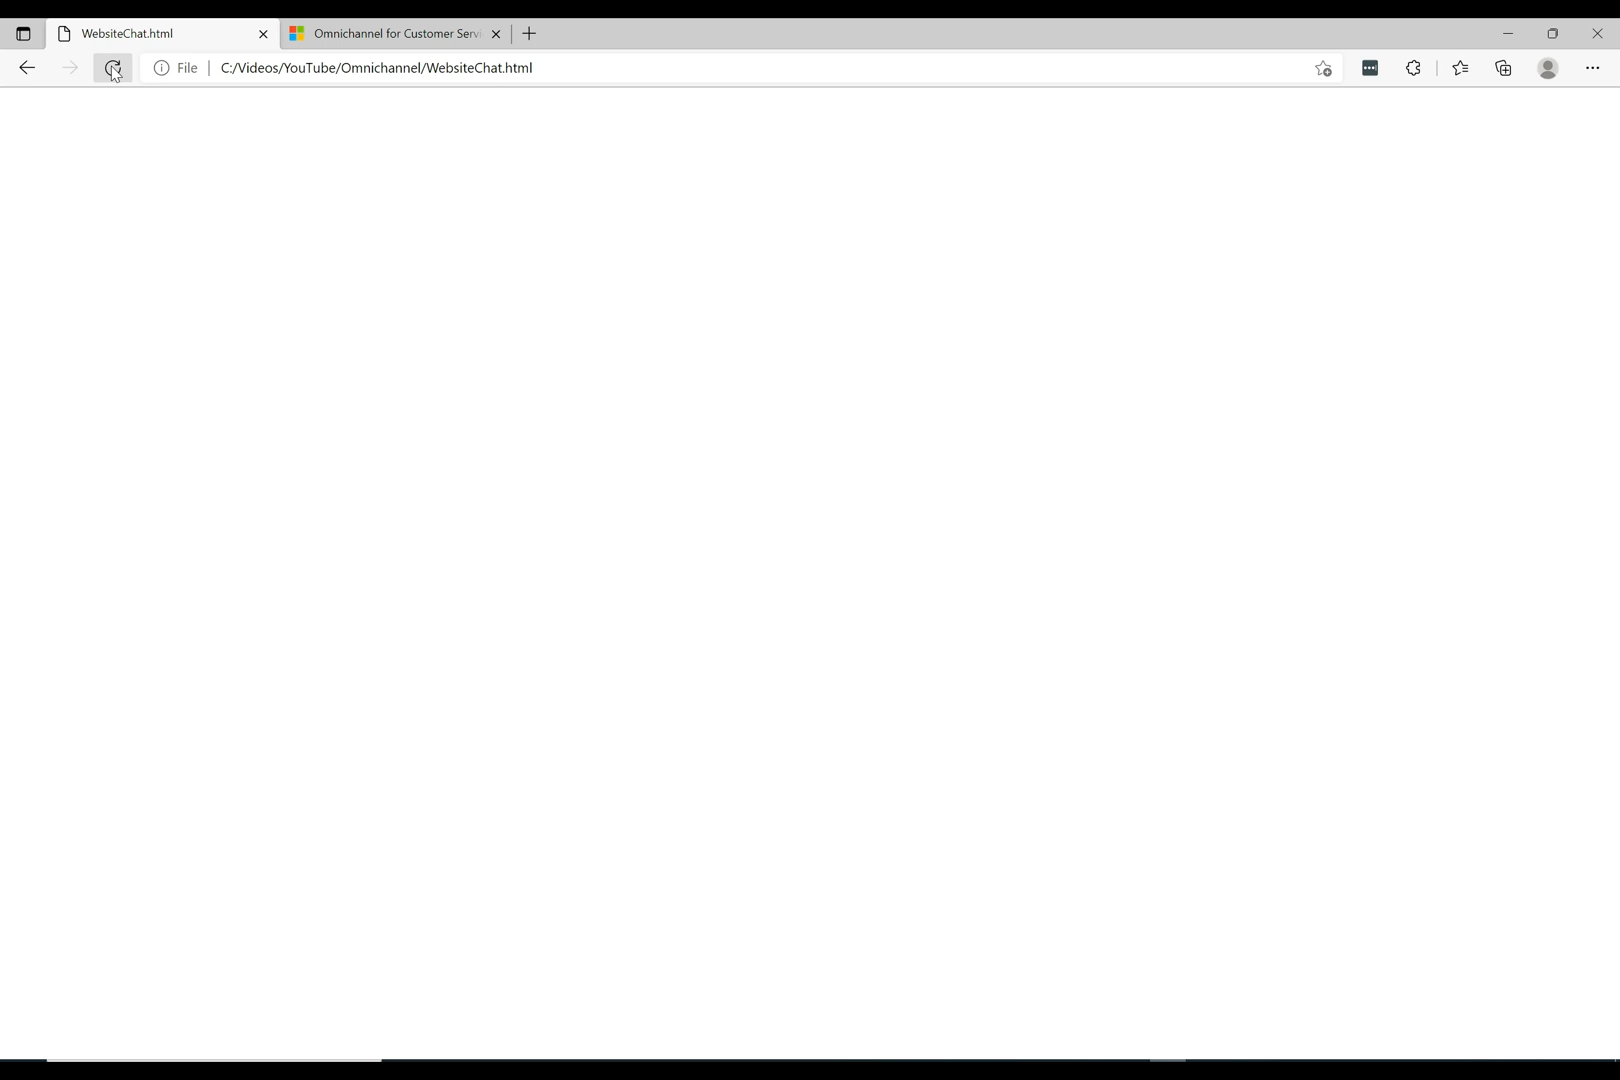 WebsiteChat.html
Omnichannel for Customer Servi
File
C:/Videos/YouTube/Omnichannel/WebsiteChat.html